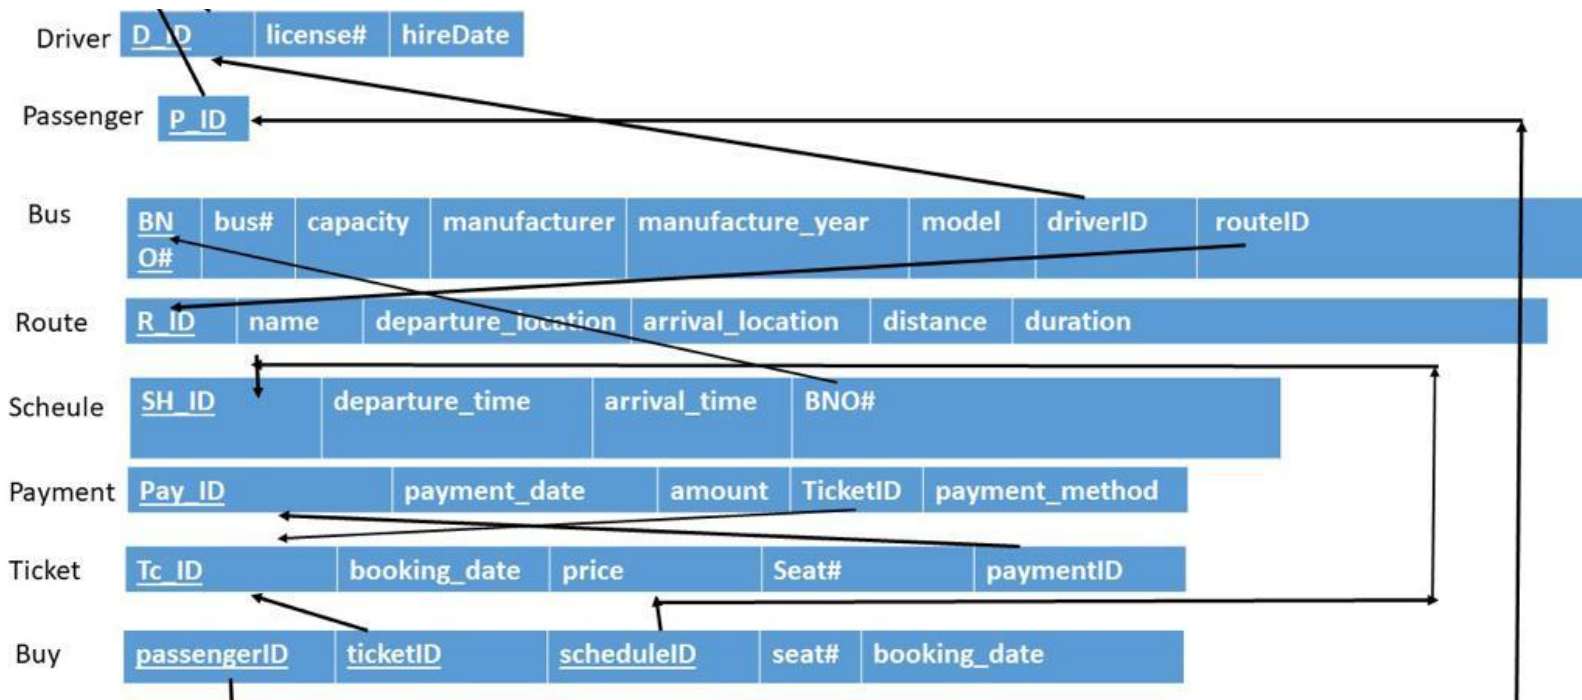 Driver D_ID license# hireDate
Passenger P_ID
Bus BN O# bus# capacity manufacturer manufacture_year model driverID routeID
Route R_ID name departure_location arrival_location distance duration
Scheule SH_ID departure_time arrival_time BNO#
Payment Pay_ID payment_date amount TicketID payment_method
Ticket Tc_ID booking_date price Seat# paymentID
Buy passengerID ticketID scheduleID seat# booking_date